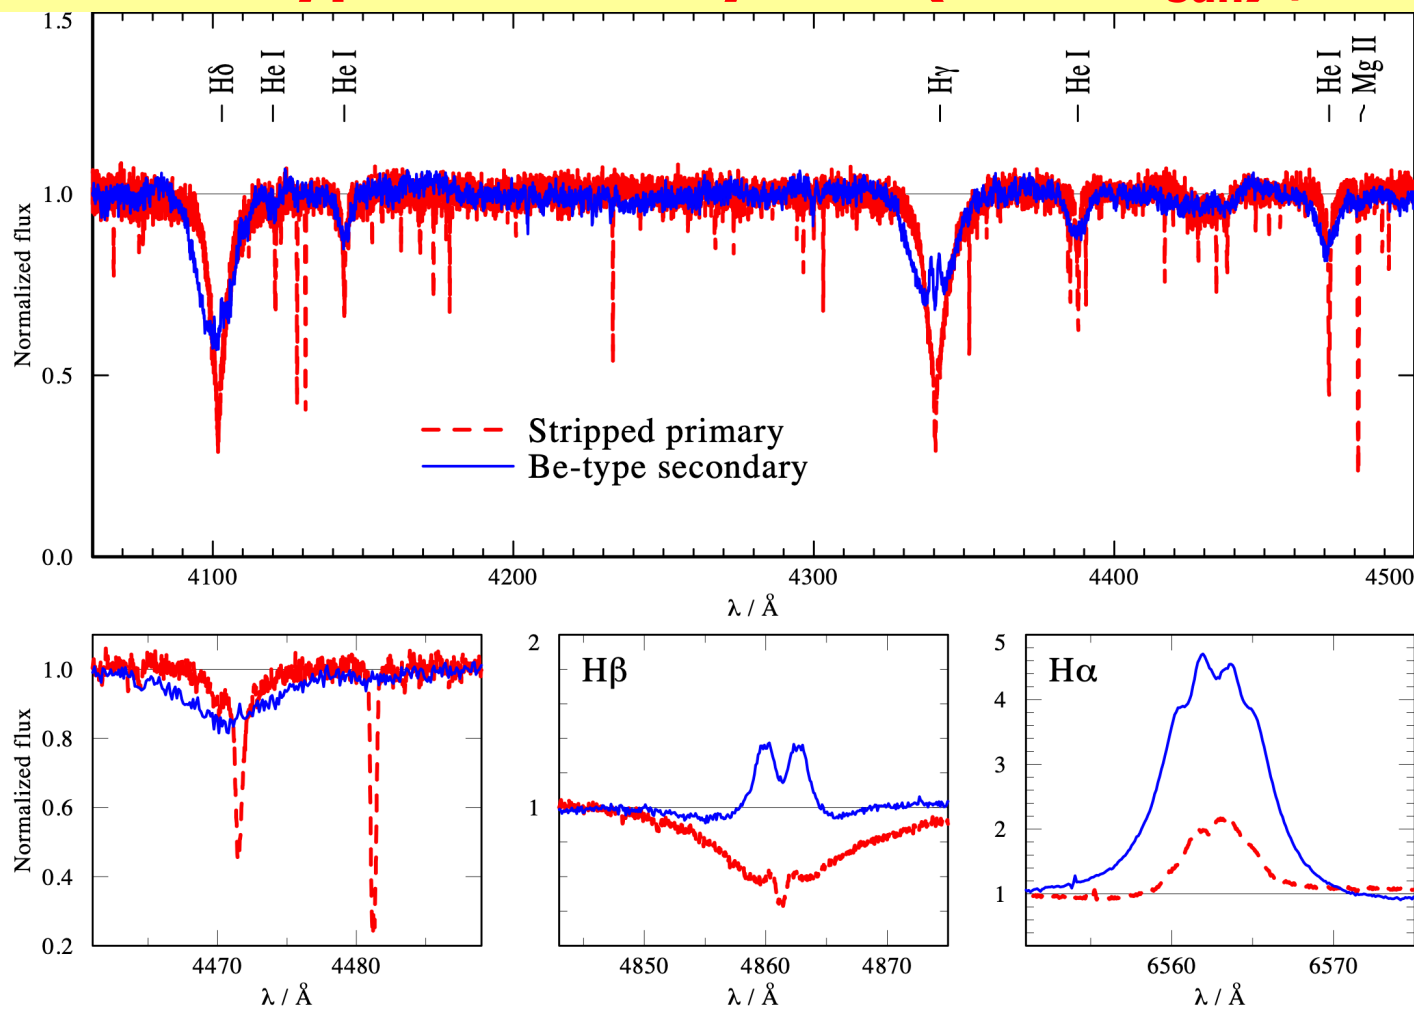 1.5
Hδ
He I
He I
Hγ
He I
He I
Mg II
1.0
Normalized flux
0.5
Stripped primary
Be-type secondary
0.0
4100
4200
4300
4400
4500
λ / Å
1.0
0.8
0.6
0.4
0.2
Normalized flux
4470
4480
λ / Å
2
Hβ
1
4850
4860
4870
λ / Å
5
Hα
4
3
2
1
6560
6570
λ / Å